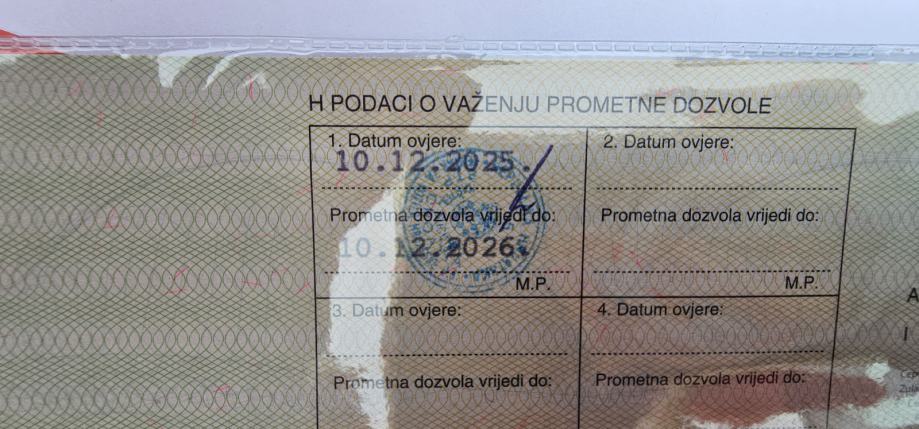 H PODACI O VAŽENJU PROMETNE DOZVOLE
1. Datum ovjere:
10.12.2025.
Prometna dozvola vrijedi do:
10.12.2026.
M.P.
2. Datum ovjere:
Prometna dozvola vrijedi do:
M.P.
3. Datum ovjere:
Prometna dozvola vrijedi do:
4. Datum ovjere:
Prometna dozvola vrijedi do: